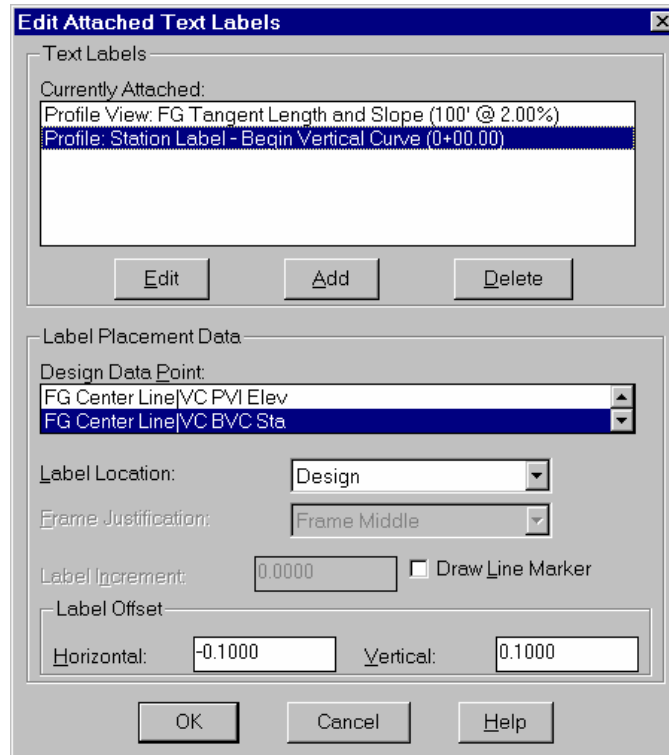 Edit Attached Text Labels
Text Labels
Currently Attached:
Profile View: FG Tangent Length and Slope (100' @ 2.00%)
Profile: Station Label - Begin Vertical Curve (0+00.00)
Edit Add Delete
Label Placement Data
Design Data Point:
FG Center Line|VC PVI Elev
FG Center Line|VC BVC Sta
Label Location: Design
Frame Justification: Frame Middle
Label Increment: 0.0000 Draw Line Marker
Label Offset
Horizontal: -0.1000 Vertical: 0.1000
OK Cancel Help